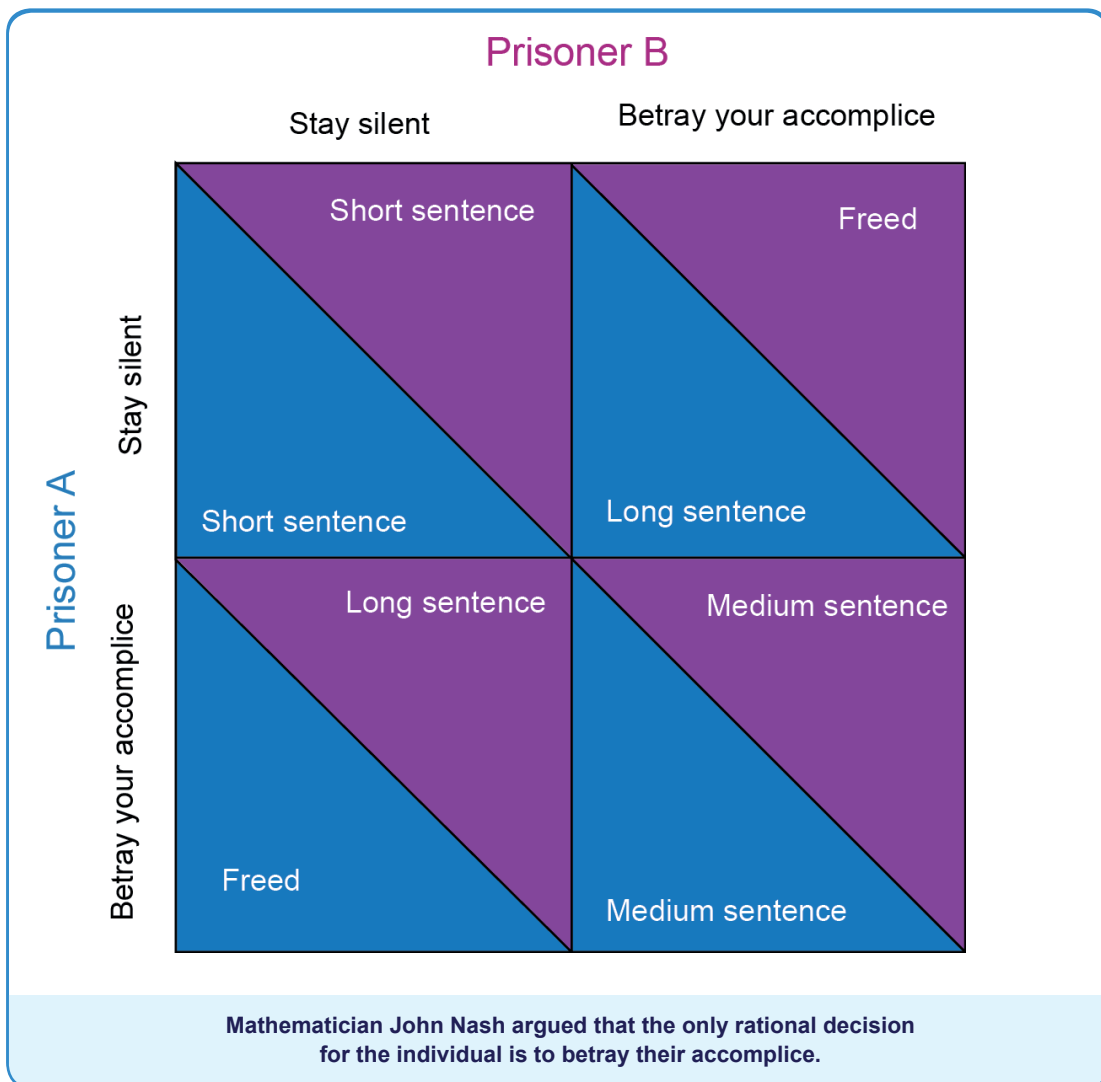 Prisoner B
Stay silent
Betray your accomplice
Prisoner A
Stay silent
Short sentence
Short sentence
Freed
Long sentence
Betray your accomplice
Long sentence
Freed
Medium sentence
Medium sentence
Mathematician John Nash argued that the only rational decision
for the individual is to betray their accomplice.